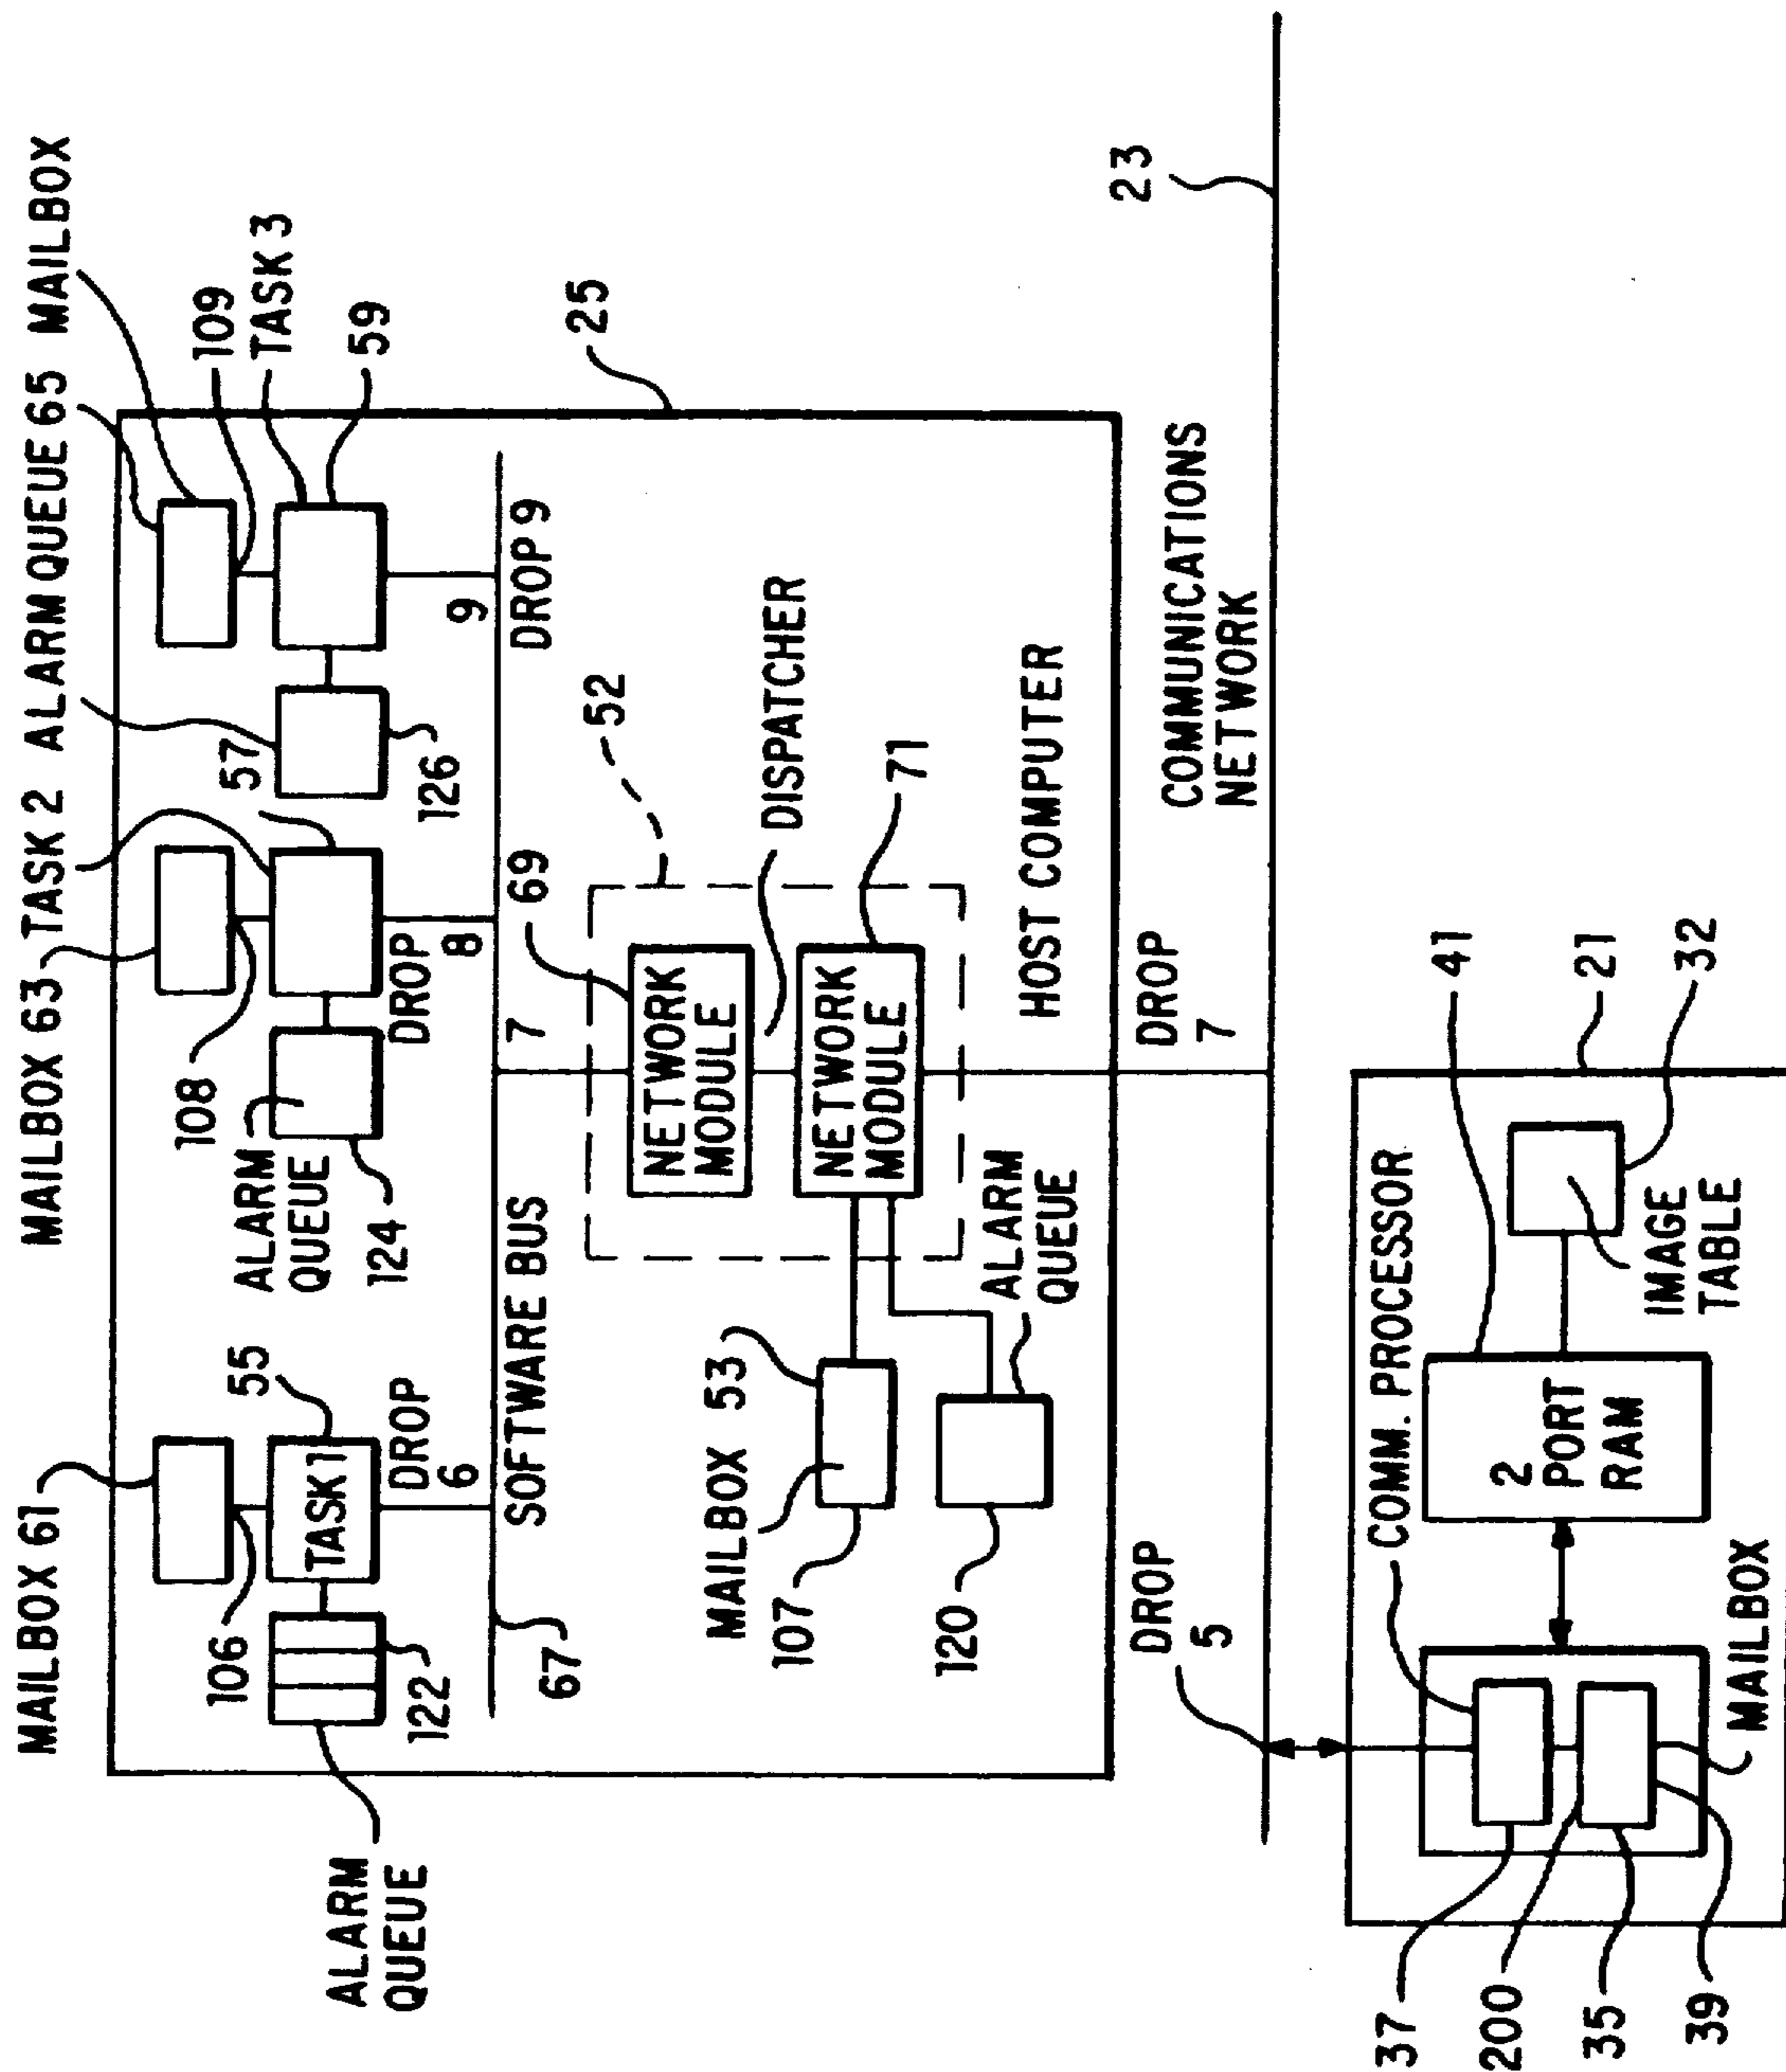 MAILBOX 61
MAILBOX 63
TASK 2
ALARM QUEUE 65
MAILBOX
106
108
57
109
TASK 3
59
55
TASK 1
122
ALARM
QUEUE
ALARM
QUEUE
124
126
25
DROP
6
DROP
8
9
DROP 9
67
SOFTWARE BUS
7
69
52
NETWORK
MODULE
DISPATCHER
NETWORK
MODULE
71
MAILBOX 53
107
120
ALARM
QUEUE
HOST COMPUTER
DROP
5
DROP
7
COMMUNICATIONS
NETWORK
23
COMM. PROCESSOR
41
21
32
2
PORT
RAM
IMAGE
TABLE
37
200
35
39
MAILBOX